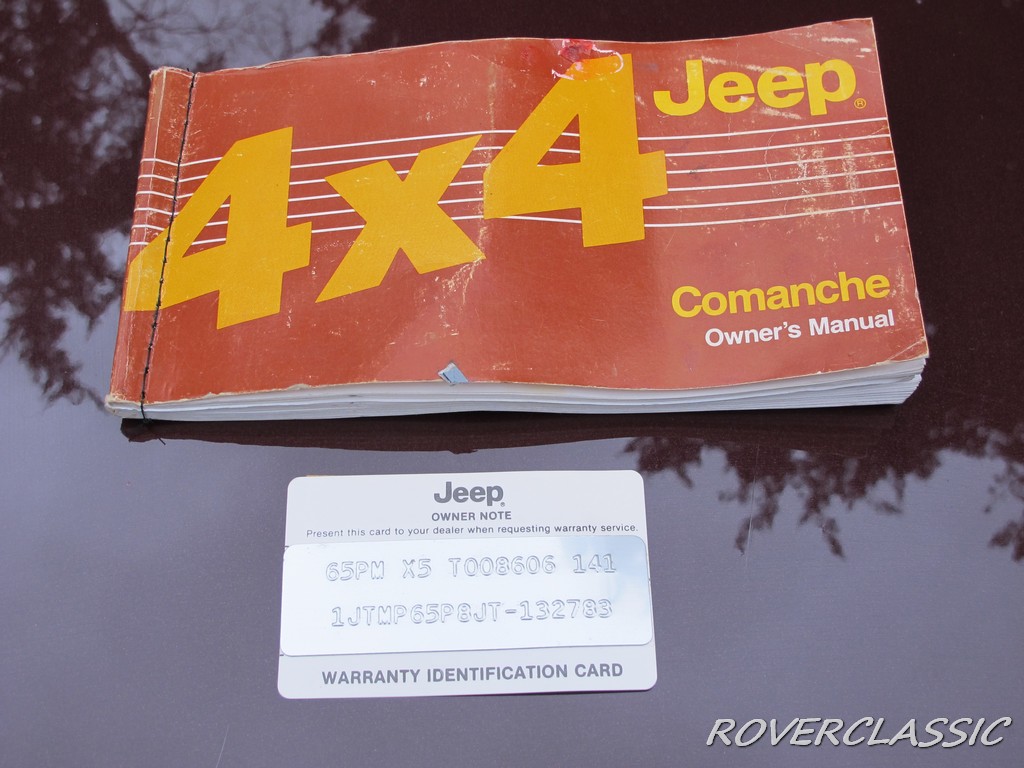 4x4
Jeep®
Comanche
Owner's Manual
Jeep®
OWNER NOTE
Present this card to your dealer when requesting warranty service.
65PM X5 T008606 141
1JTMP65P8JT-132783
WARRANTY IDENTIFICATION CARD
ROVERCLASSIC